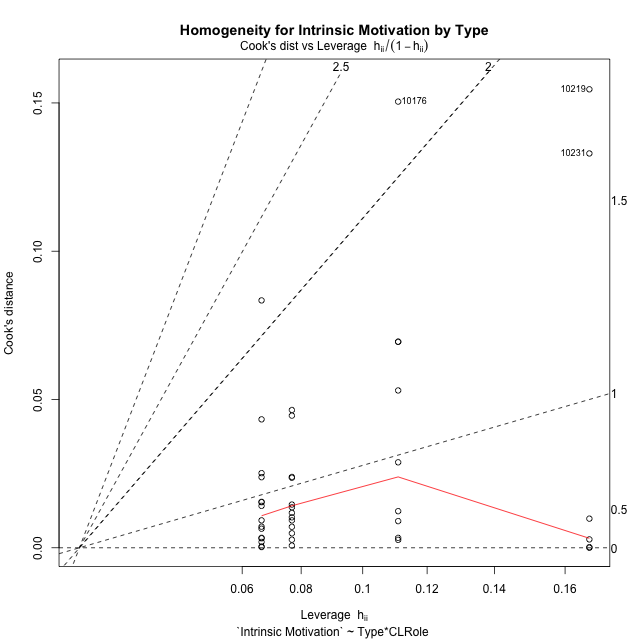 Homogeneity for Intrinsic Motivation by Type
Cook's dist vs Leverage hᵢᵢ/(1 − hᵢᵢ)
2.5
2
10219
10176
10231
1.5
1
0.5
0
0.15
0.10
0.05
0.00
Cook's distance
0.06 0.08 0.1 0.12 0.14 0.16
Leverage hᵢᵢ
`Intrinsic Motivation` ~ Type*CLRole